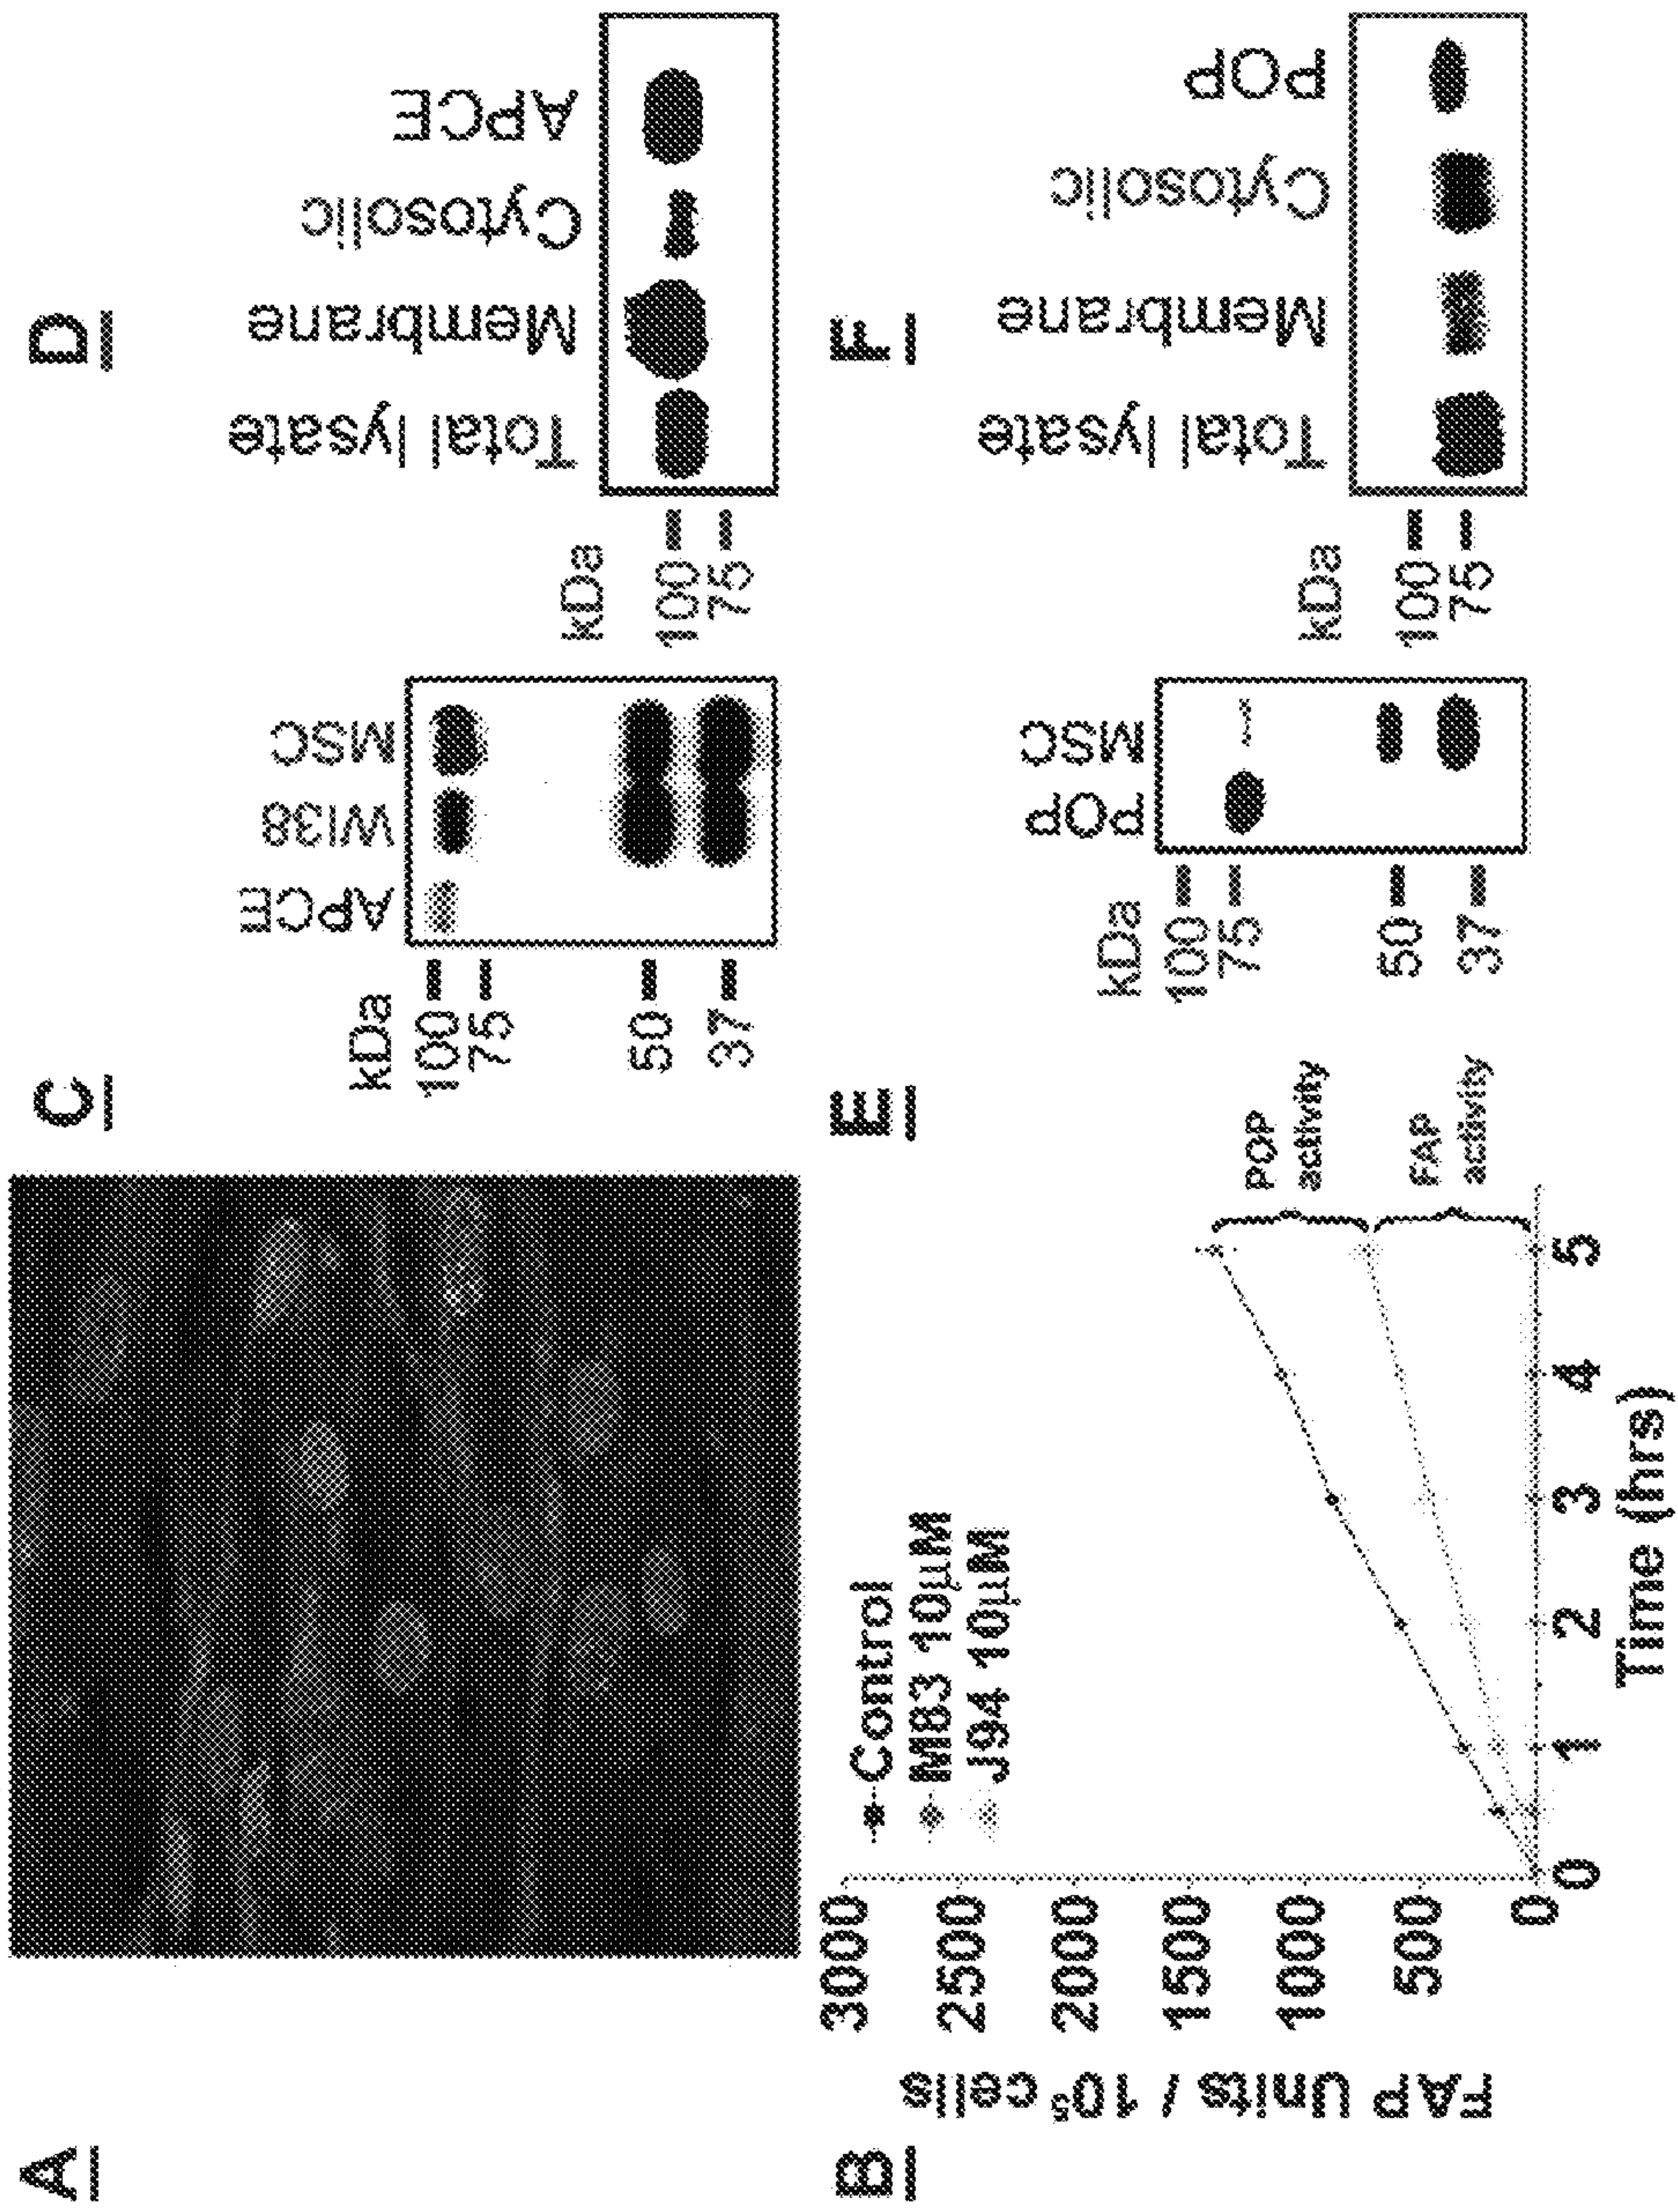 A
B
FAP Units / 10⁵ cells
3000
2500
2000
1500
1000
500
0
Control
M83 10µM
J94 10µM
0 1 2 3 4 5
Time (hrs)
POP
activity
FAP
activity
C
kDa
100
75
50
37
APCE
WI38
MSC
D
kDa
100
75
Total lysate
Membrane
Cytosolic
APCE
E
kDa
100
75
50
37
POP
MSC
F
kDa
100
75
Total lysate
Membrane
Cytosolic
POP